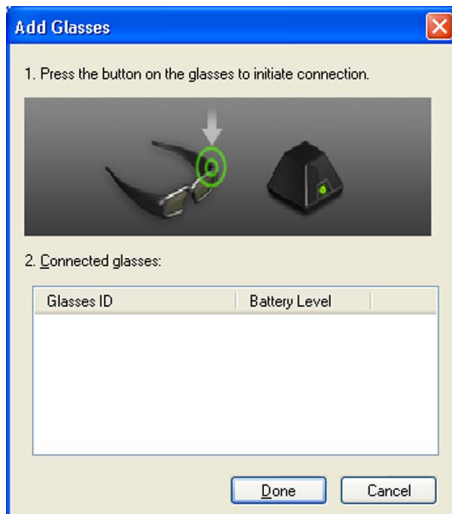 Add Glasses
1. Press the button on the glasses to initiate connection.
2. Connected glasses:
Glasses ID Battery Level
Done Cancel